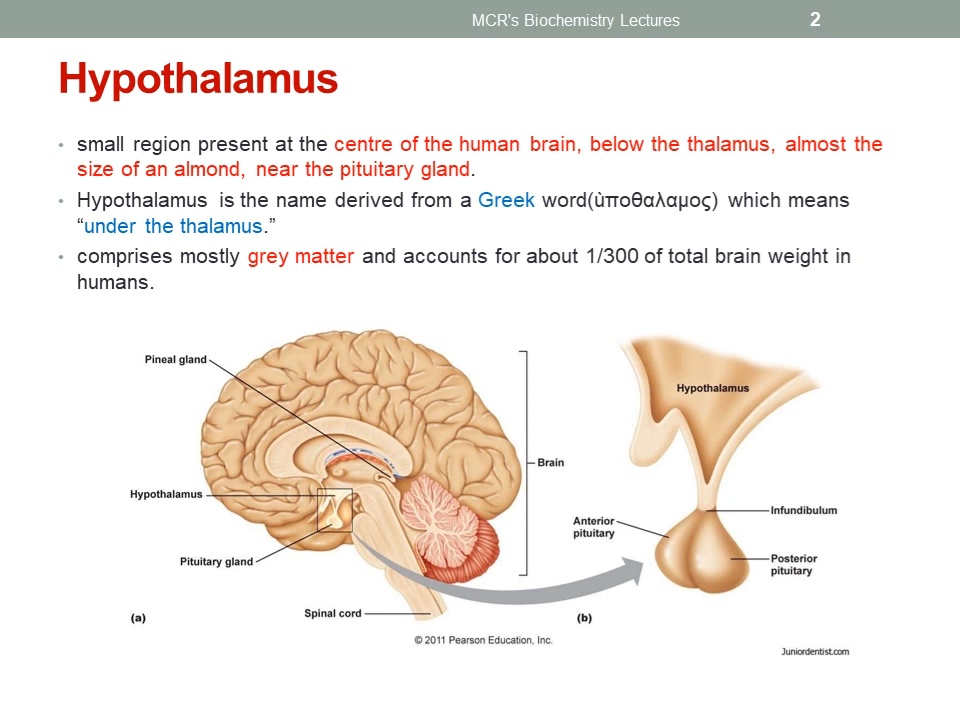 MCR's Biochemistry Lectures 2
Hypothalamus
• small region present at the centre of the human brain, below the thalamus, almost the
size of an almond, near the pituitary gland.
• Hypothalamus is the name derived from a Greek word(ὑποθαλαμος) which means
“under the thalamus.”
• comprises mostly grey matter and accounts for about 1/300 of total brain weight in
humans.
Pineal gland
Hypothalamus
Pituitary gland
Spinal cord
Brain
(a)
Hypothalamus
Infundibulum
Anterior
pituitary
Posterior
pituitary
(b)
© 2011 Pearson Education, Inc.
Juniordentist.com